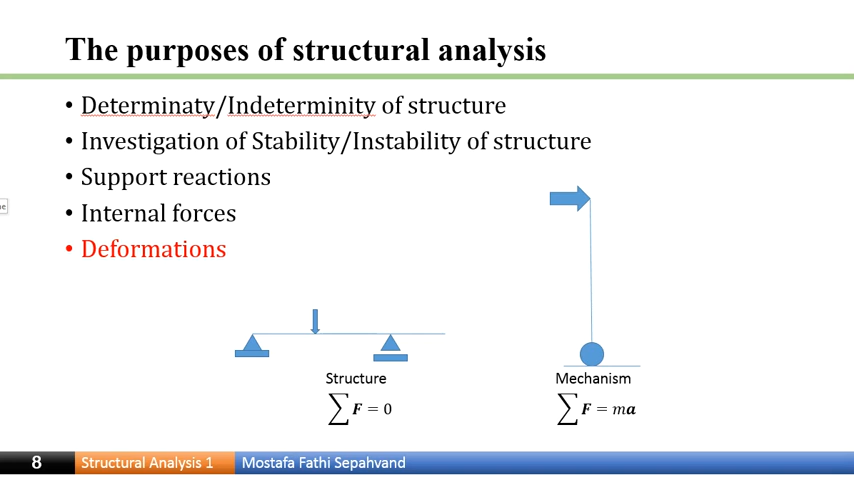 The purposes of structural analysis
• Determinaty/Indeterminity of structure
• Investigation of Stability/Instability of structure
• Support reactions
• Internal forces
• Deformations
Structure
∑ F = 0
Mechanism
∑ F = ma
8 Structural Analysis 1 Mostafa Fathi Sepahvand